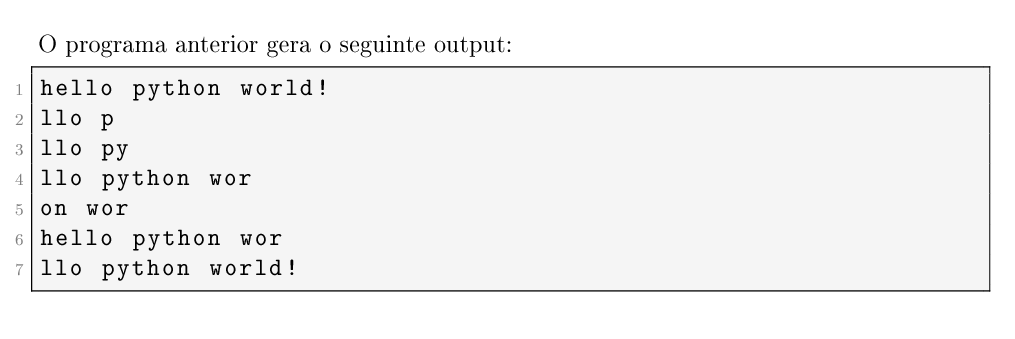 O programa anterior gera o seguinte output:
1 hello python world!
2 llo p
3 llo py
4 llo python wor
5 on wor
6 hello python wor
7 llo python world!